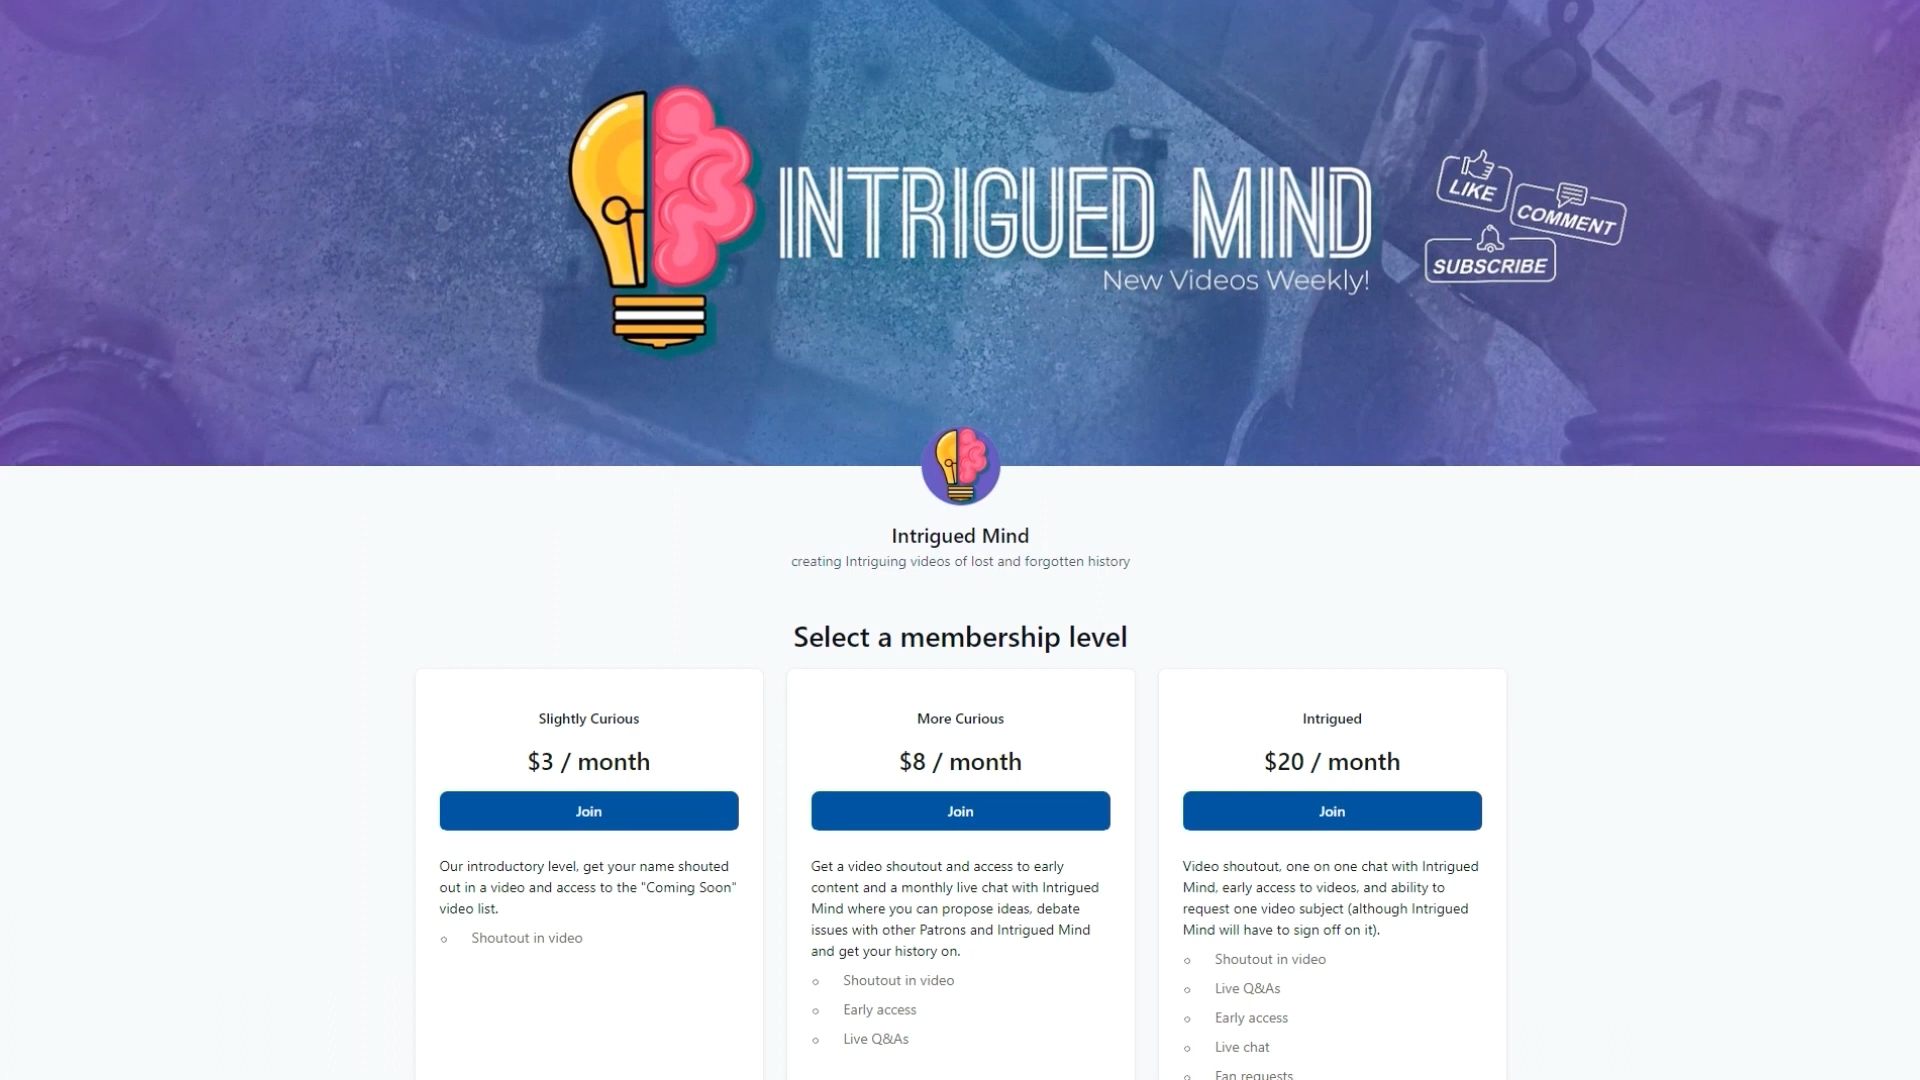 INTRIGUED MIND
New Videos Weekly!
LIKE
COMMENT
SUBSCRIBE
Intrigued Mind
creating Intriguing videos of lost and forgotten history
Select a membership level
Slightly Curious
$3 / month
Join
Our introductory level, get your name shouted
out in a video and access to the "Coming Soon"
video list.
Shoutout in video
More Curious
$8 / month
Join
Get a video shoutout and access to early
content and a monthly live chat with Intrigued
Mind where you can propose ideas, debate
issues with other Patrons and Intrigued Mind
and get your history on.
Shoutout in video
Early access
Live Q&As
Intrigued
$20 / month
Join
Video shoutout, one on one chat with Intrigued
Mind, early access to videos, and ability to
request one video subject (although Intrigued
Mind will have to sign off on it).
Shoutout in video
Live Q&As
Early access
Live chat
Fan requests